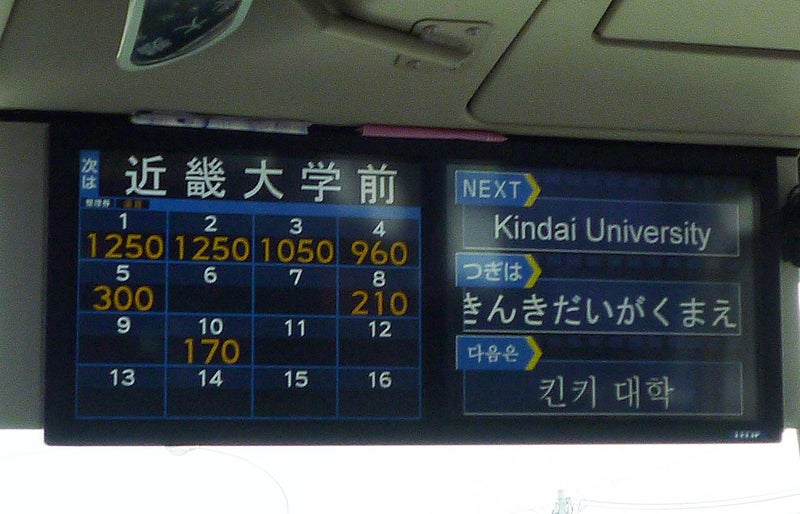 次は 近畿大学前
整理券 運賃
1 2 3 4
1250 1250 1050 960
5 6 7 8
300 210
9 10 11 12
170
13 14 15 16
NEXT
Kindai University
つぎは
きんきだいがくまえ
다음은
킨키 대학